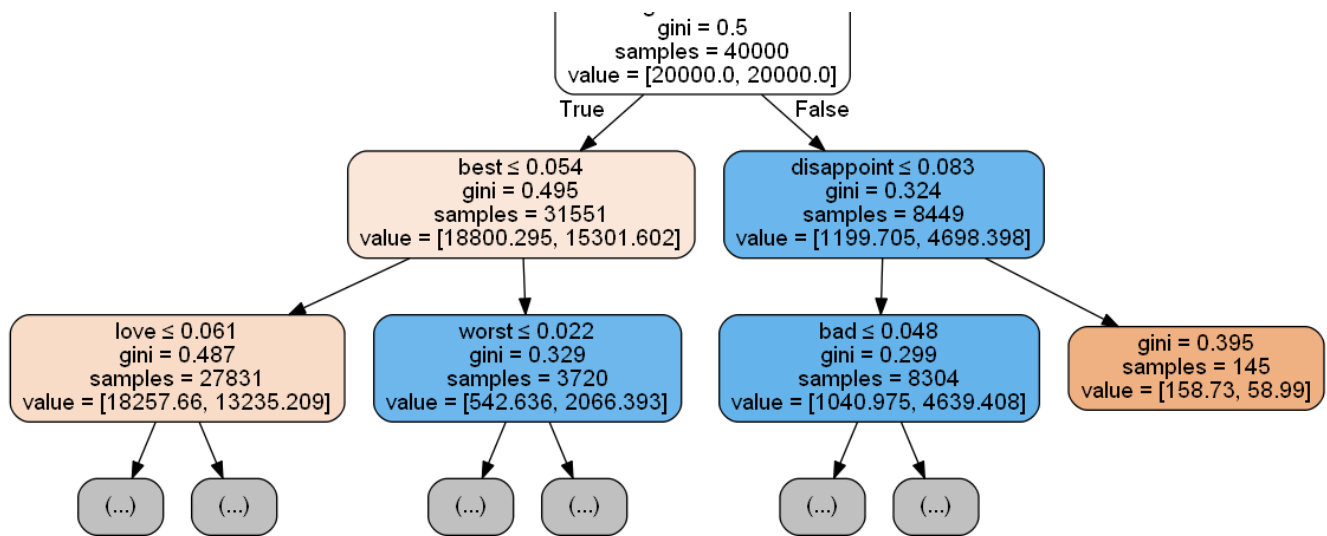 gini = 0.5
samples = 40000
value = [20000.0, 20000.0]
True
False
best ≤ 0.054
gini = 0.495
samples = 31551
value = [18800.295, 15301.602]
disappoint ≤ 0.083
gini = 0.324
samples = 8449
value = [1199.705, 4698.398]
love ≤ 0.061
gini = 0.487
samples = 27831
value = [18257.66, 13235.209]
worst ≤ 0.022
gini = 0.329
samples = 3720
value = [542.636, 2066.393]
bad ≤ 0.048
gini = 0.299
samples = 8304
value = [1040.975, 4639.408]
gini = 0.395
samples = 145
value = [158.73, 58.99]
(...)
(...)
(...)
(...)
(...)
(...)